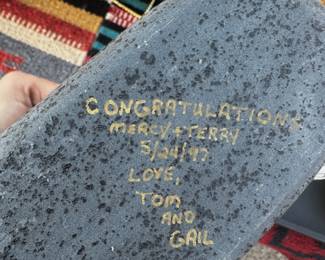 CONGRATULATIONS
MERCY + TERRY
5/24/97
LOVE,
TOM
AND
GAIL